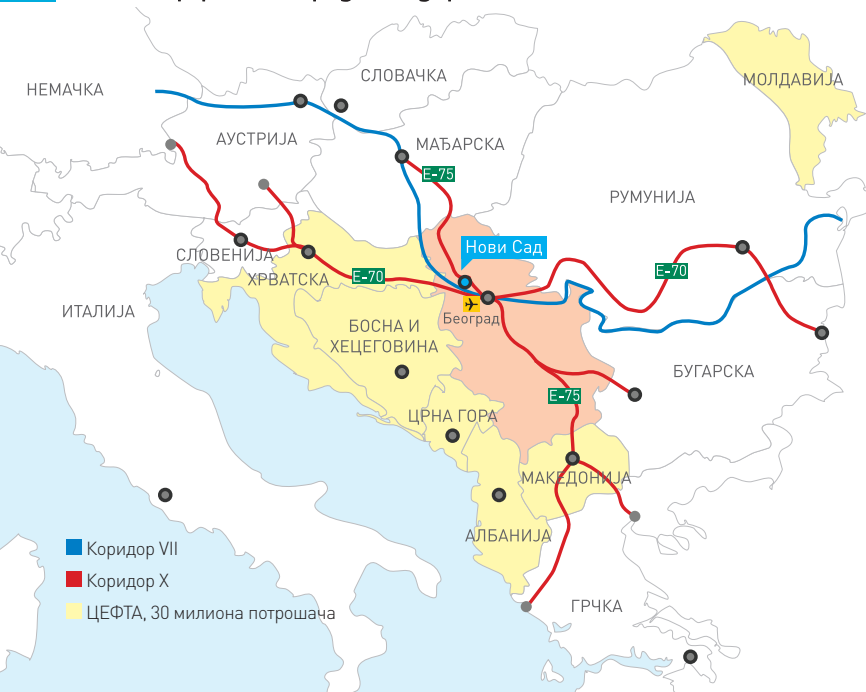 СЛОВАЧКА
НЕМАЧКА
МОЛДАВИЈА
АУСТРИЈА
МАЂАРСКА
E-75
РУМУНИЈА
Нови Сад
СЛОВЕНИЈА
E-70
ХРВАТСКА
E-70
ИТАЛИЈА
Београд
БОСНА И
ХЕЦЕГОВИНА
БУГАРСКА
E-75
ЦРНА ГОРА
МАКЕДОНИЈА
АЛБАНИЈА
Коридор VII
Коридор X
ГРЧКА
ЦЕФТА, 30 милиона потрошача